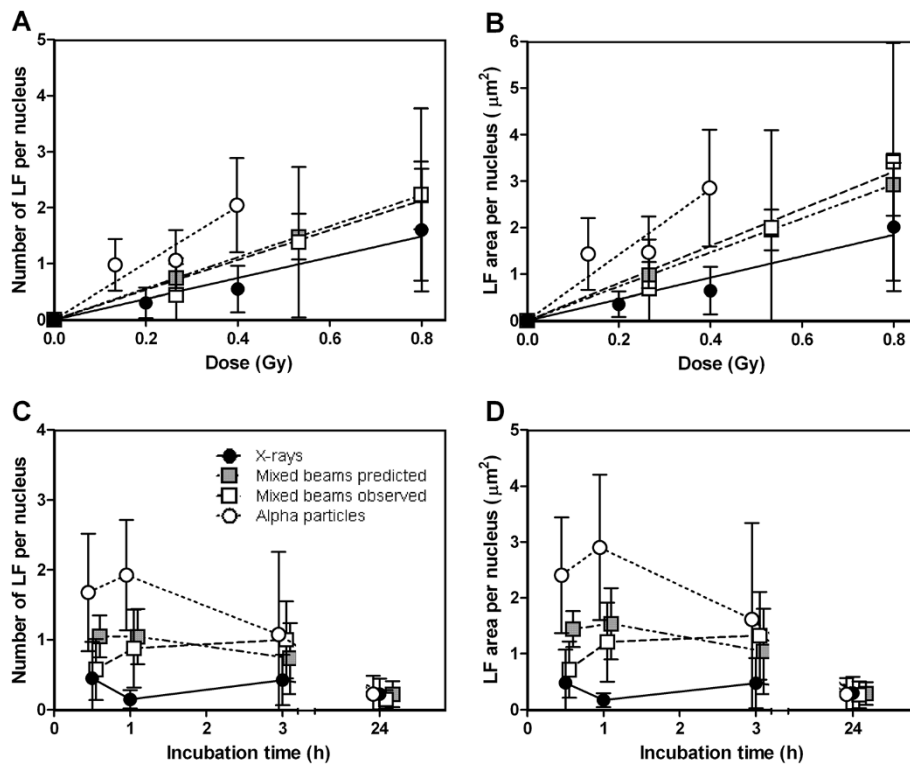 A
Number of LF per nucleus
5
4
3
2
1
0
0.0 0.2 0.4 0.6 0.8
Dose (Gy)
B
LF area per nucleus ( μm²)
6
5
4
3
2
1
0
0.0 0.2 0.4 0.6 0.8
Dose (Gy)
C
Number of LF per nucleus
4
3
2
1
0
X-rays
Mixed beams predicted
Mixed beams observed
Alpha particles
0 1 2 3 24
Incubation time (h)
D
LF area per nucleus ( μm²)
5
4
3
2
1
0
0 1 2 3 24
Incubation time (h)